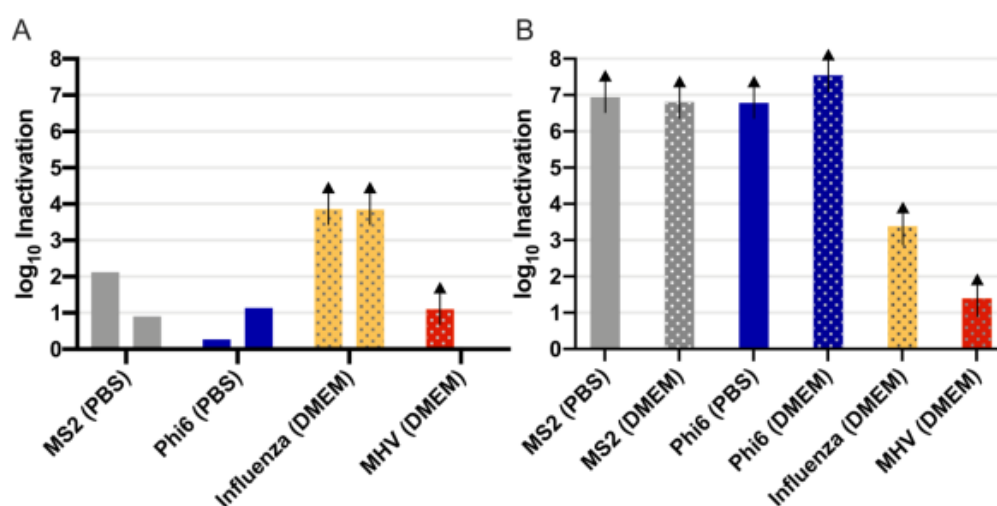 A
log10 Inactivation
8
7
6
5
4
3
2
1
0
MS2 (PBS)
Phi6 (PBS)
Influenza (DMEM)
MHV (DMEM)
B
log10 Inactivation
8
7
6
5
4
3
2
1
0
MS2 (PBS)
MS2 (DMEM)
Phi6 (PBS)
Phi6 (DMEM)
Influenza (DMEM)
MHV (DMEM)